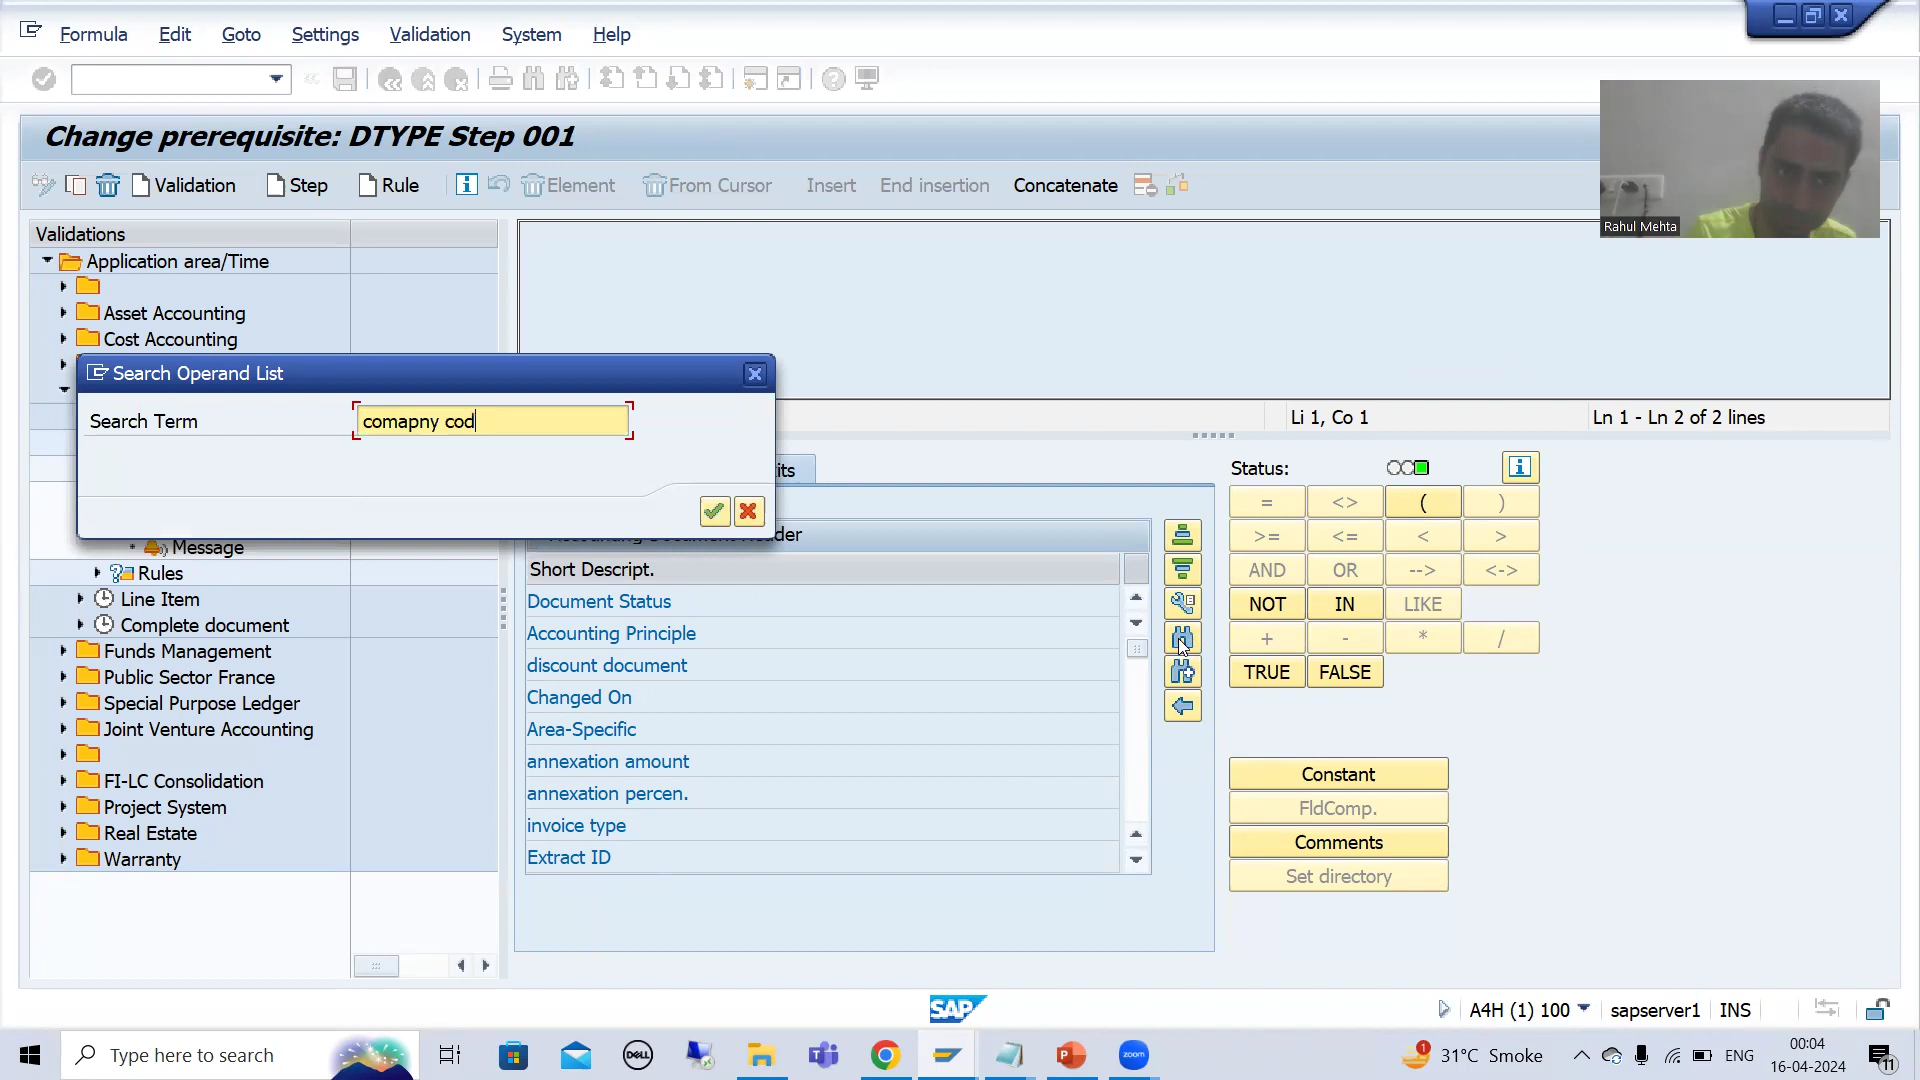 Formula Edit Goto Settings Validation System Help
Change prerequisite: DTYPE Step 001
Validation Step Rule Element From Cursor Insert End insertion Concatenate
Rahul Mehta
Validations
Application area/Time
Asset Accounting
Cost Accounting
Search Operand List
Search Term comapny cod
Li 1, Co 1 Ln 1 - Ln 2 of 2 lines
Status:
= <> ( )
>= <= < >
AND OR --> <->
NOT IN LIKE
+ - * /
TRUE FALSE
Message
Rules
Line Item
Complete document
Funds Management
Public Sector France
Special Purpose Ledger
Joint Venture Accounting
FI-LC Consolidation
Project System
Real Estate
Warranty
Short Descript.
Document Status
Accounting Principle
discount document
Changed On
Area-Specific
annexation amount
annexation percen.
invoice type
Extract ID
Constant
FldComp.
Comments
Set directory
SAP A4H (1) 100 sapserver1 INS
Type here to search
DELL
zoom
1
31°C Smoke
ENG
00:04
16-04-2024
11